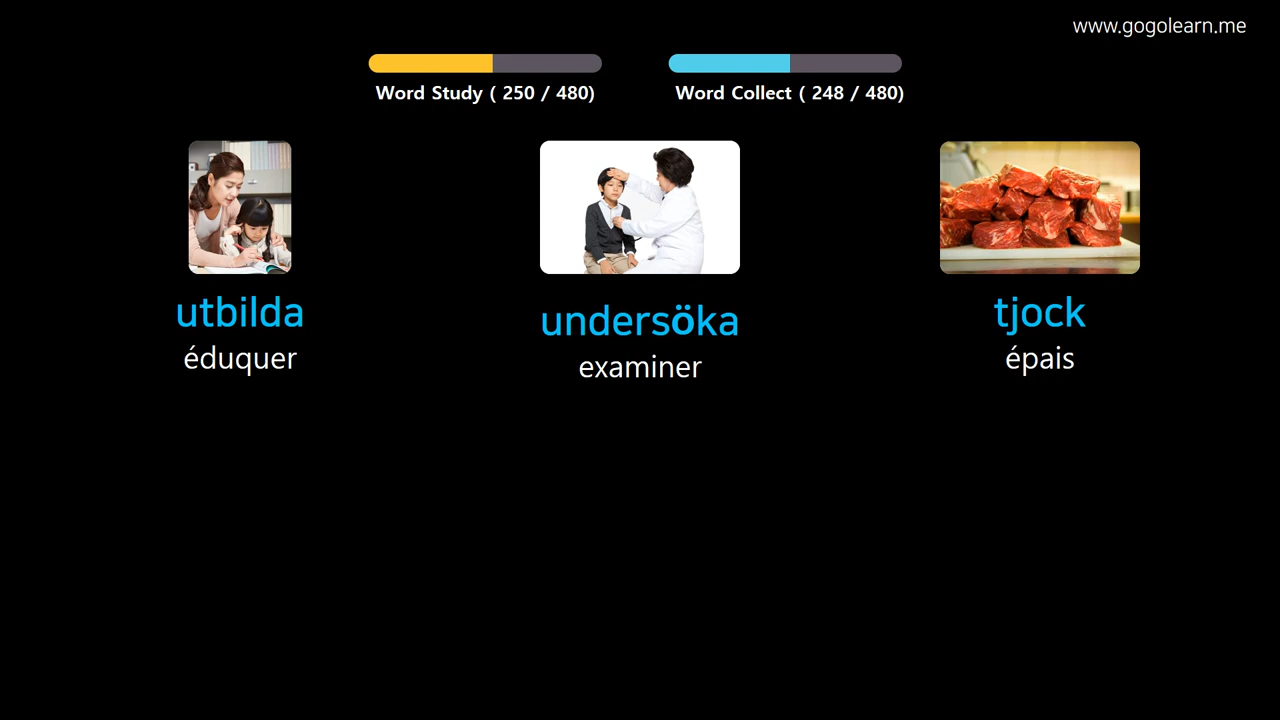 www.gogolearn.me
Word Study ( 250 / 480)
Word Collect ( 248 / 480)
utbilda
éduquer
undersöka
examiner
tjock
épais